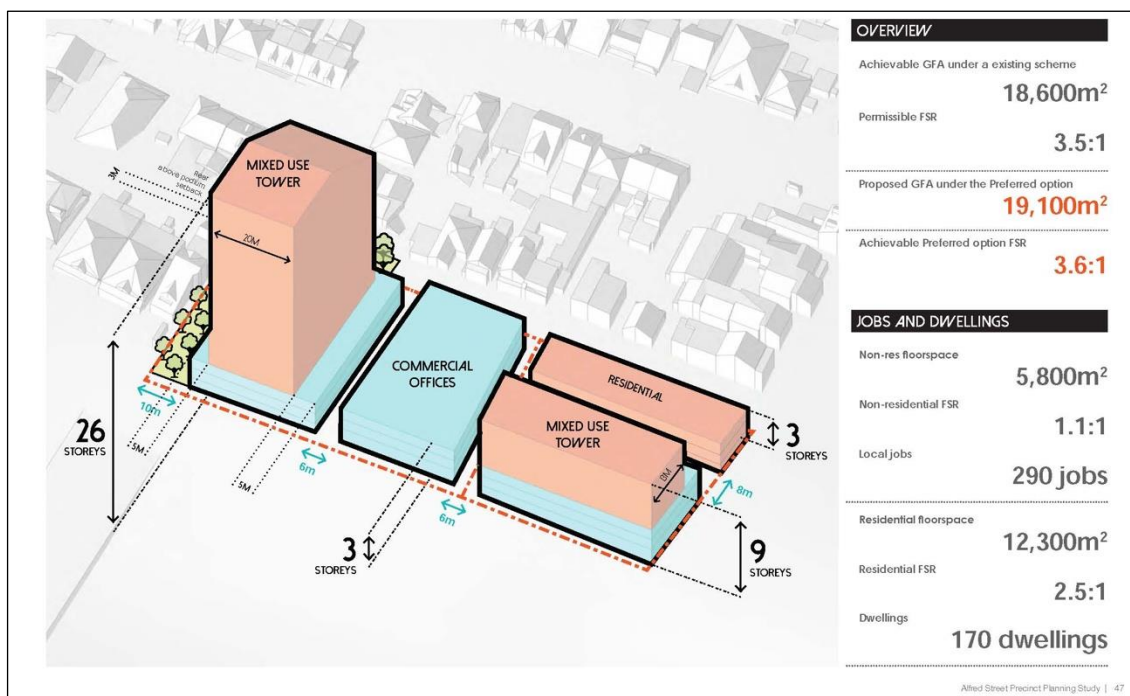 OVERVIEW
Achievable GFA under a existing scheme
18,600m²
Permissible FSR
3.5:1
Proposed GFA under the Preferred option
19,100m²
Achievable Preferred option FSR
3.6:1
JOBS AND DWELLINGS
Non-res floorspace
5,800m²
Non-residential FSR
1.1:1
Local jobs
290 jobs
Residential floorspace
12,300m²
Residential FSR
2.5:1
Dwellings
170 dwellings
MIXED USE
TOWER
3M
Rear
above podium
setback
20M
COMMERCIAL
OFFICES
RESIDENTIAL
MIXED USE
TOWER
3
STOREYS
26
STOREYS
10m
5M
5M
6m
6m
8m
3
STOREYS
9
STOREYS
Alfred Street Precinct Planning Study | 47